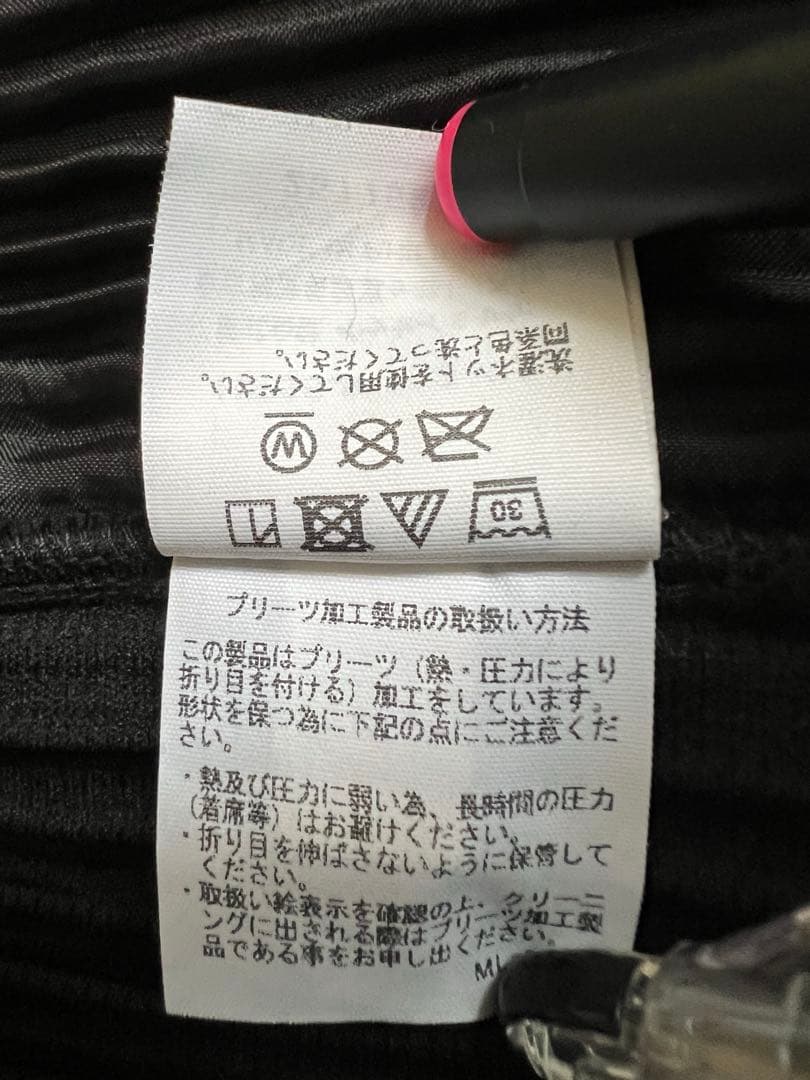 30
W
洗濯ネットを使用してください。
同系色と洗ってください。
プリーツ加工製品の取扱い方法
この製品はプリーツ（熱・圧力により
折り目を付ける）加工をしています。
形状を保つ為に下記の点にご注意くだ
さい。
・熱及び圧力に弱い為、長時間の圧力
（着席等）はお避けください。
・折り目を伸ばさないように保管して
ください。
・取扱い絵表示を確認の上、クリーニ
ングに出される際はプリーツ加工製
品である事をお申し出ください。